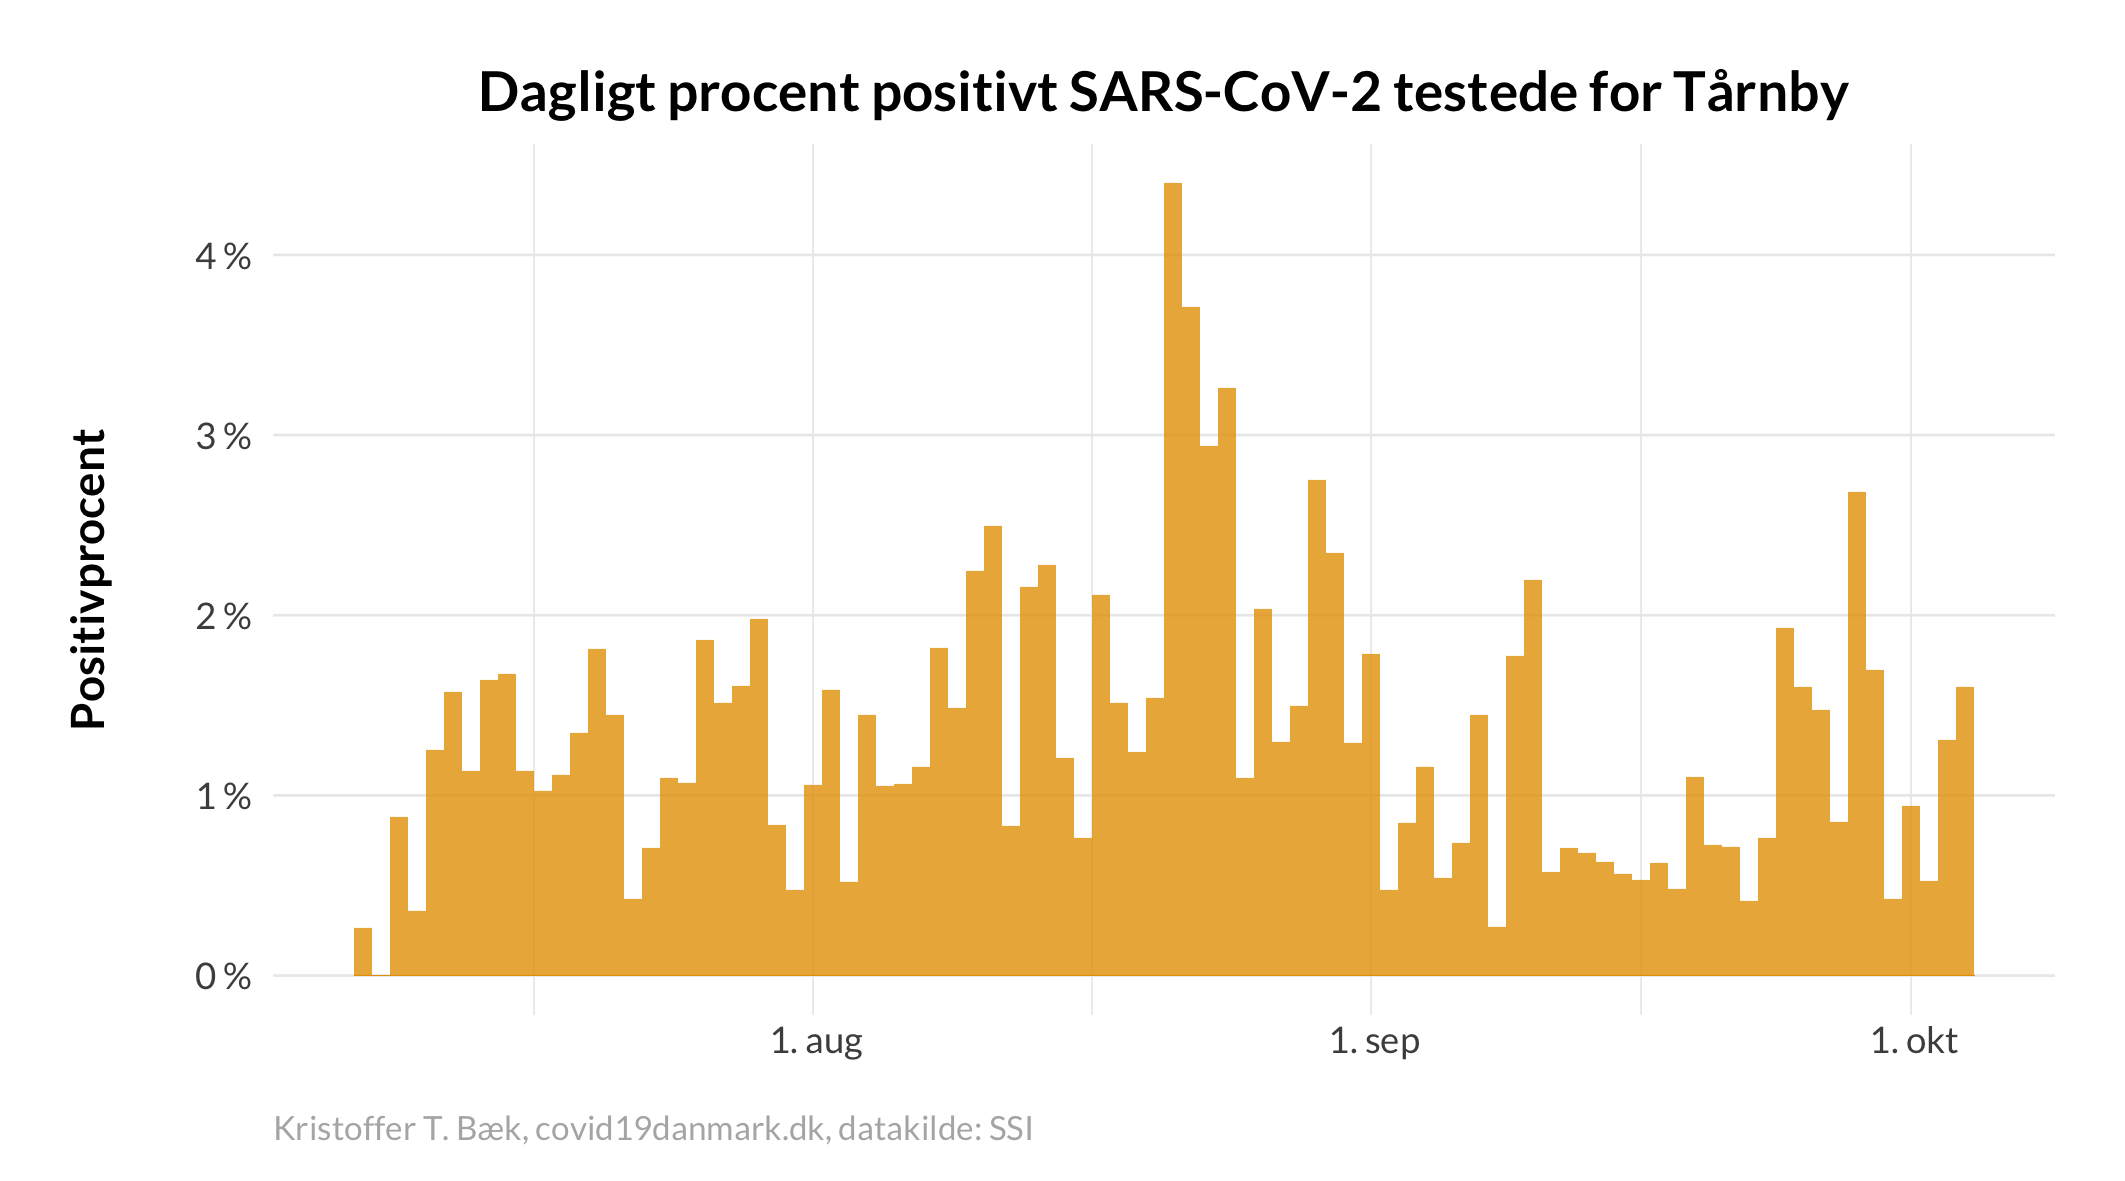 Dagligt procent positivt SARS-CoV-2 testede for Tårnby
Positivprocent
4 %
3 %
2 %
1 %
0 %
1. aug
1. sep
1. okt
Kristoffer T. Bæk, covid19danmark.dk, datakilde: SSI